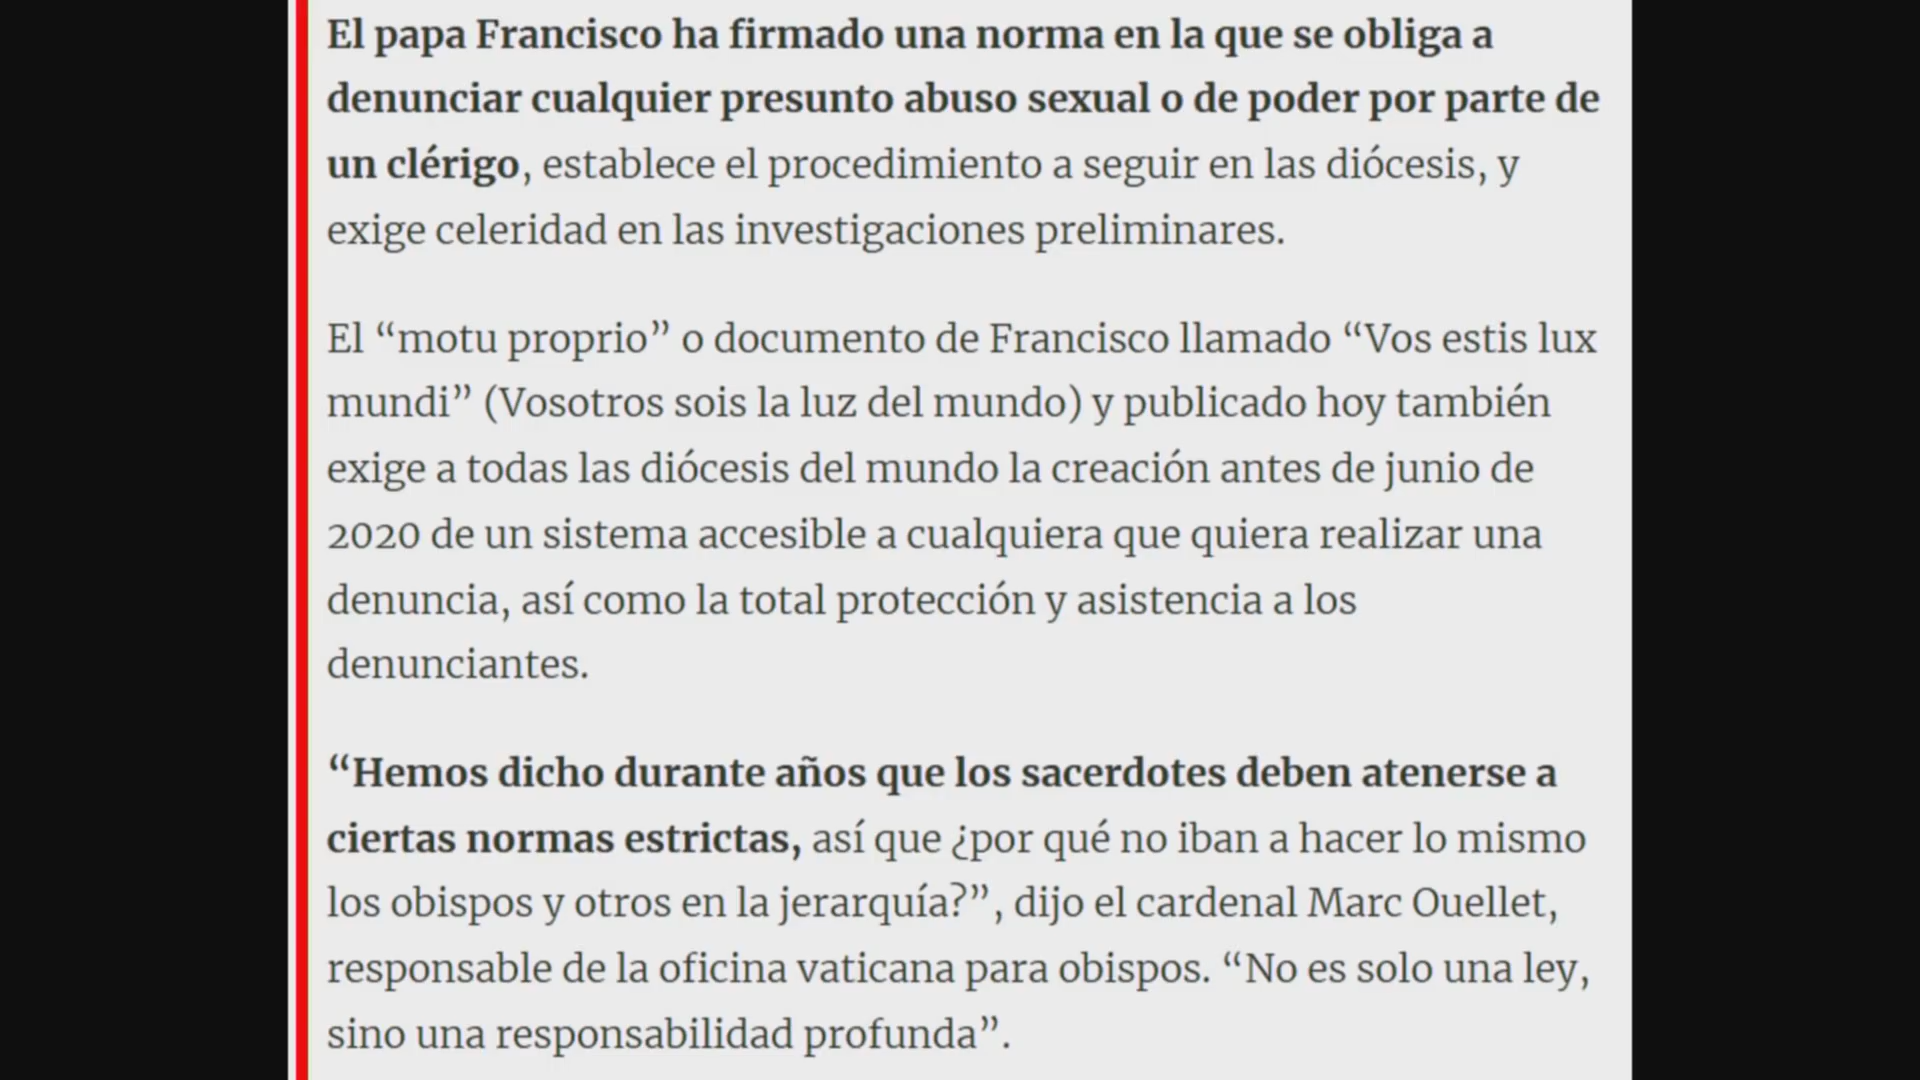 El papa Francisco ha firmado una norma en la que se obliga a
denunciar cualquier presunto abuso sexual o de poder por parte de
un clérigo, establece el procedimiento a seguir en las diócesis, y
exige celeridad en las investigaciones preliminares.
El “motu proprio” o documento de Francisco llamado “Vos estis lux
mundi” (Vosotros sois la luz del mundo) y publicado hoy también
exige a todas las diócesis del mundo la creación antes de junio de
2020 de un sistema accesible a cualquiera que quiera realizar una
denuncia, así como la total protección y asistencia a los
denunciantes.
“Hemos dicho durante años que los sacerdotes deben atenerse a
ciertas normas estrictas, así que ¿por qué no iban a hacer lo mismo
los obispos y otros en la jerarquía?”, dijo el cardenal Marc Ouellet,
responsable de la oficina vaticana para obispos. “No es solo una ley,
sino una responsabilidad profunda”.